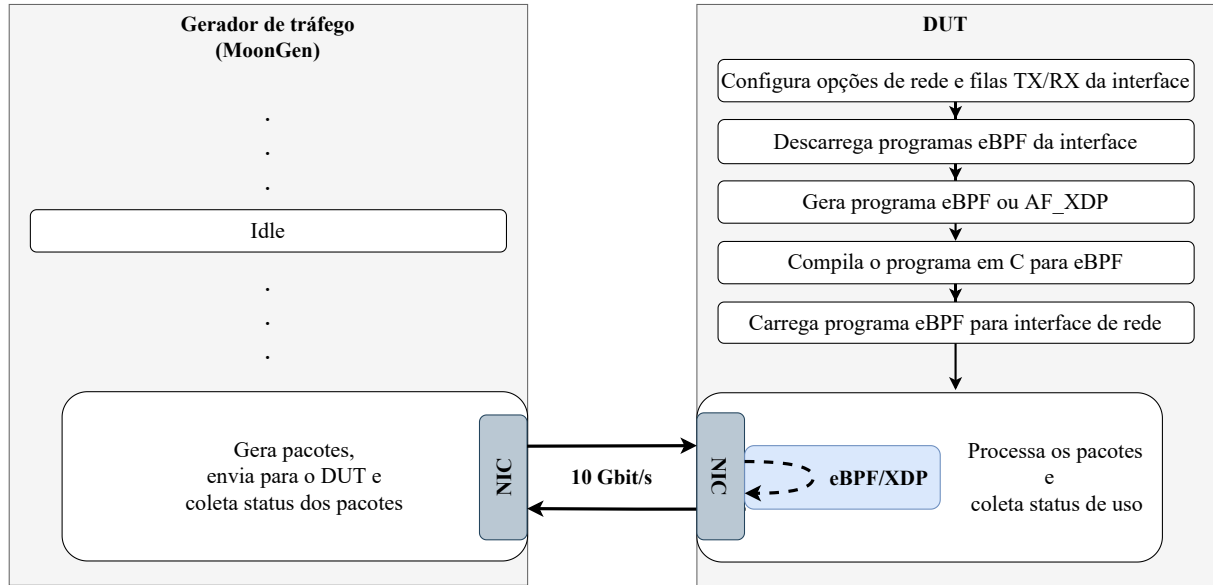 Gerador de tráfego
(MoonGen)
.
.
.
Idle
.
.
.
Gera pacotes,
envia para o DUT e
coleta status dos pacotes
NIC
10 Gbit/s
DUT
Configura opções de rede e filas TX/RX da interface
Descarrega programas eBPF da interface
Gera programa eBPF ou AF_XDP
Compila o programa em C para eBPF
Carrega programa eBPF para interface de rede
NIC
eBPF/XDP
Processa os pacotes
e
coleta status de uso